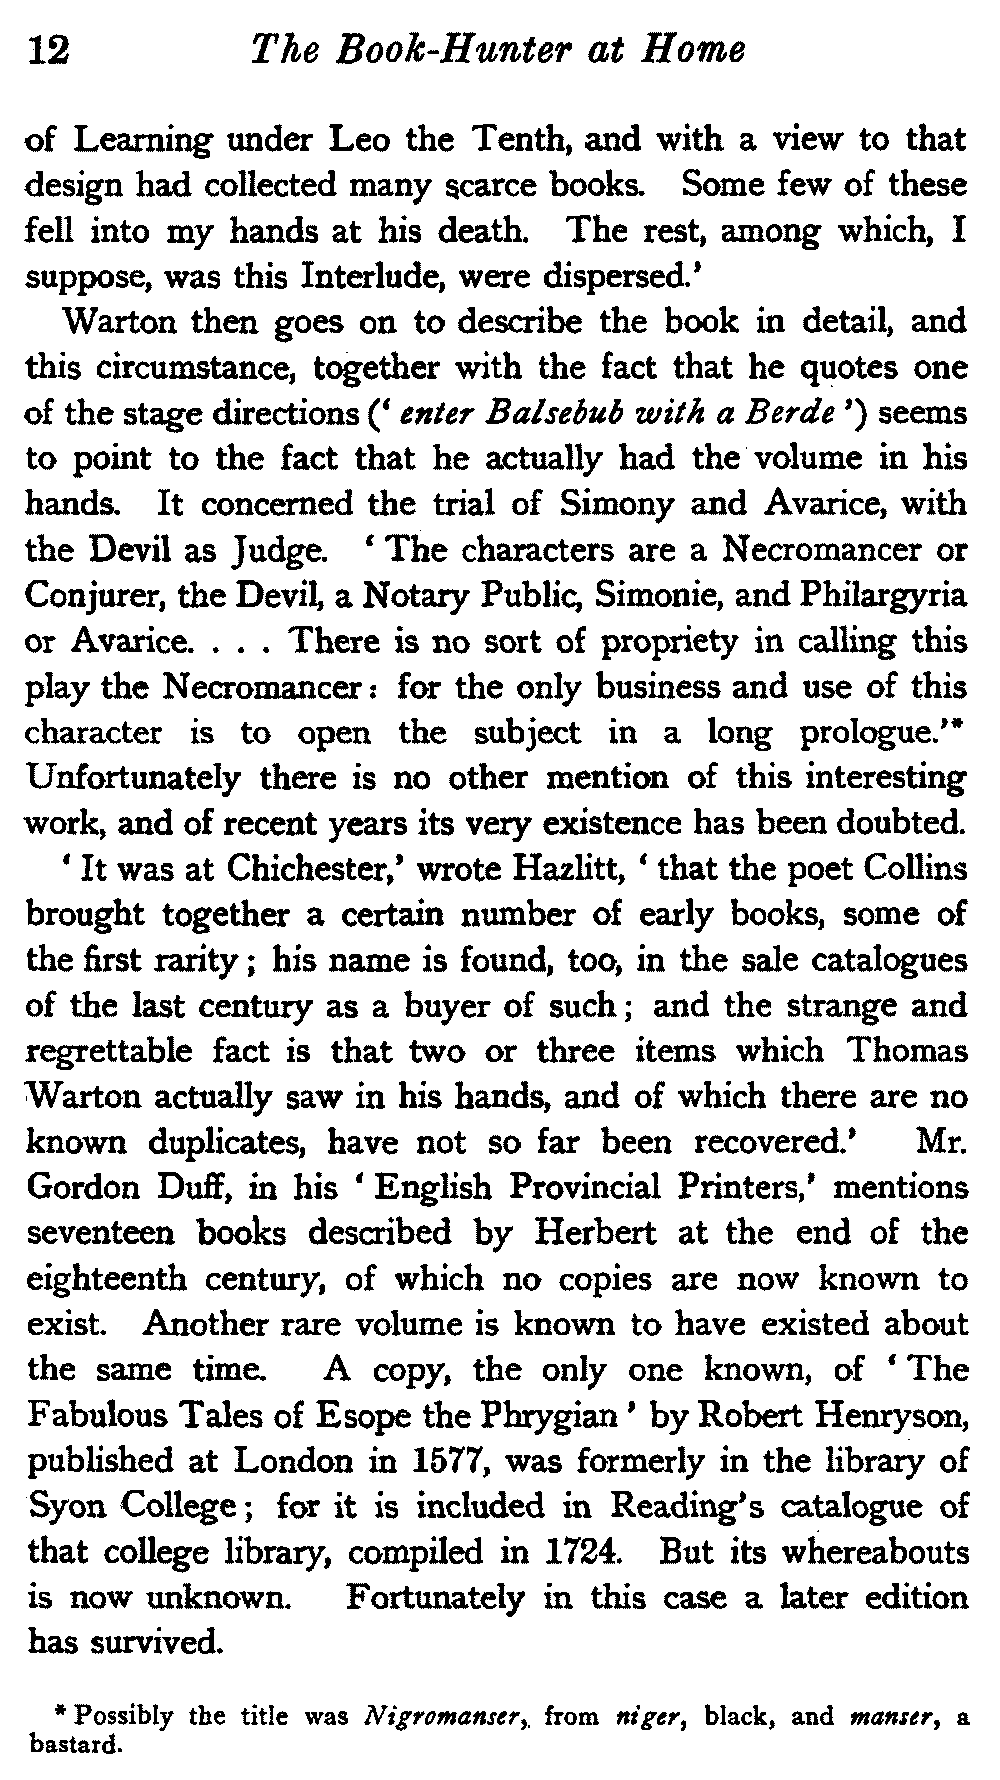 12 The Book-Hunter at Home
of Learning under Leo the Tenth, and with a view to that
design had collected many scarce books. Some few of these
fell into my hands at his death. The rest, among which, I
suppose, was this Interlude, were dispersed.'
Warton then goes on to describe the book in detail, and
this circumstance, together with the fact that he quotes one
of the stage directions (' enter Balsebub with a Berde ') seems
to point to the fact that he actually had the volume in his
hands. It concerned the trial of Simony and Avarice, with
the Devil as Judge. ' The characters are a Necromancer or
Conjurer, the Devil, a Notary Public, Simonie, and Philargyria
or Avarice. . . . There is no sort of propriety in calling this
play the Necromancer : for the only business and use of this
character is to open the subject in a long prologue.'*
Unfortunately there is no other mention of this interesting
work, and of recent years its very existence has been doubted.
' It was at Chichester,' wrote Hazlitt, ' that the poet Collins
brought together a certain number of early books, some of
the first rarity ; his name is found, too, in the sale catalogues
of the last century as a buyer of such ; and the strange and
regrettable fact is that two or three items which Thomas
Warton actually saw in his hands, and of which there are no
known duplicates, have not so far been recovered.' Mr.
Gordon Duff, in his ' English Provincial Printers,' mentions
seventeen books described by Herbert at the end of the
eighteenth century, of which no copies are now known to
exist. Another rare volume is known to have existed about
the same time. A copy, the only one known, of ' The
Fabulous Tales of Esope the Phrygian ' by Robert Henryson,
published at London in 1577, was formerly in the library of
Syon College ; for it is included in Reading's catalogue of
that college library, compiled in 1724. But its whereabouts
is now unknown. Fortunately in this case a later edition
has survived.
* Possibly the title was Nigromanser, from niger, black, and manser, a
bastard.